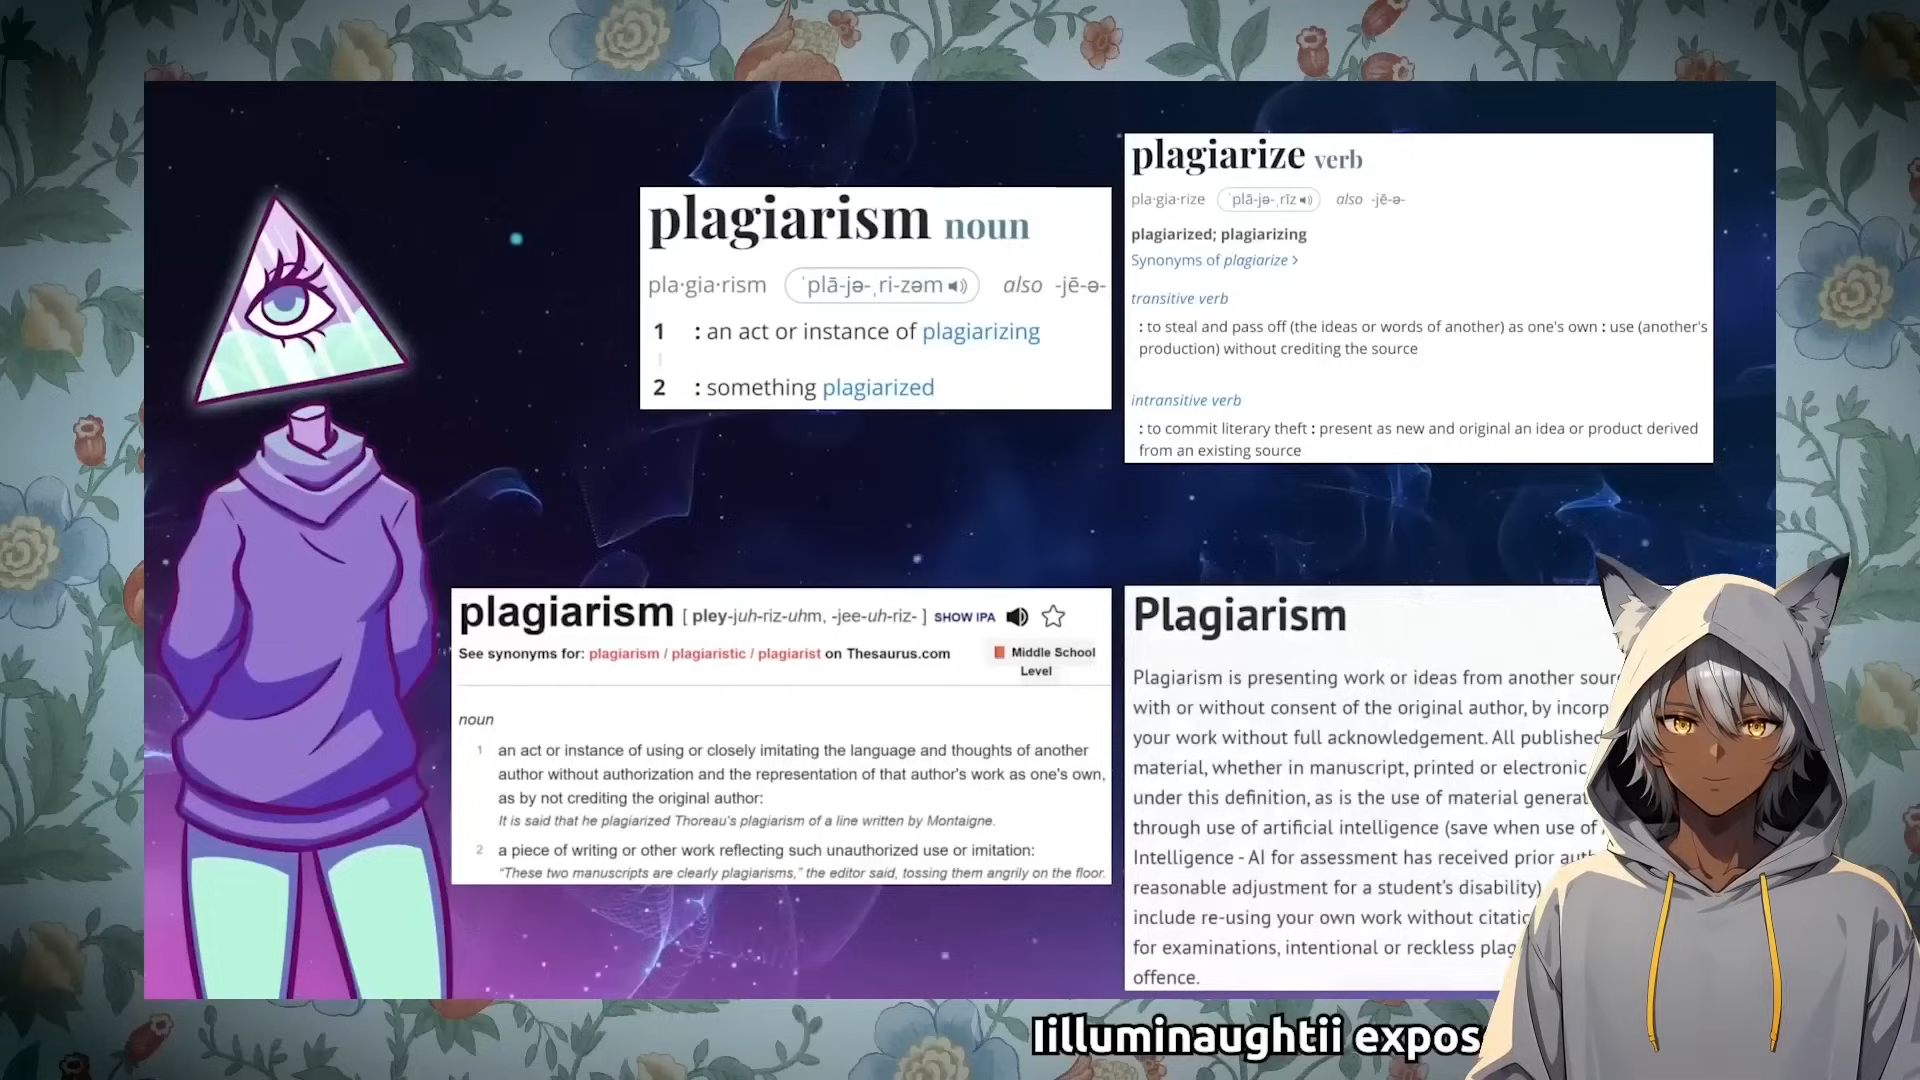 plagiarism noun
pla·gia·rism ˈplā-jə-ˌri-zəm also -jē-ə-
1 : an act or instance of plagiarizing
2 : something plagiarized
plagiarize verb
pla·gia·rize ˈplā-jə-ˌrīz also -jē-ə-
plagiarized; plagiarizing
Synonyms of plagiarize >
transitive verb
: to steal and pass off (the ideas or words of another) as one's own : use (another's
production) without crediting the source
intransitive verb
: to commit literary theft : present as new and original an idea or product derived
from an existing source
plagiarism [ pley-juh-riz-uhm, -jee-uh-riz- ] SHOW IPA
See synonyms for: plagiarism / plagiaristic / plagiarist on Thesaurus.com
Middle School
Level
noun
1 an act or instance of using or closely imitating the language and thoughts of another
author without authorization and the representation of that author's work as one's own,
as by not crediting the original author:
It is said that he plagiarized Thoreau's plagiarism of a line written by Montaigne.
2 a piece of writing or other work reflecting such unauthorized use or imitation:
"These two manuscripts are clearly plagiarisms," the editor said, tossing them angrily on the floor.
Plagiarism
Plagiarism is presenting work or ideas from another
with or without consent of the original author, by
your work without full acknowledgement. All published
material, whether in manuscript, printed or electronic
under this definition, as is the use of material
through use of artificial intelligence (save when use of
Intelligence - AI for assessment has received prior
reasonable adjustment for a student's disability)
include re-using your own work without
for examinations, intentional or reckless
offence.
Iilluminaughtii expos